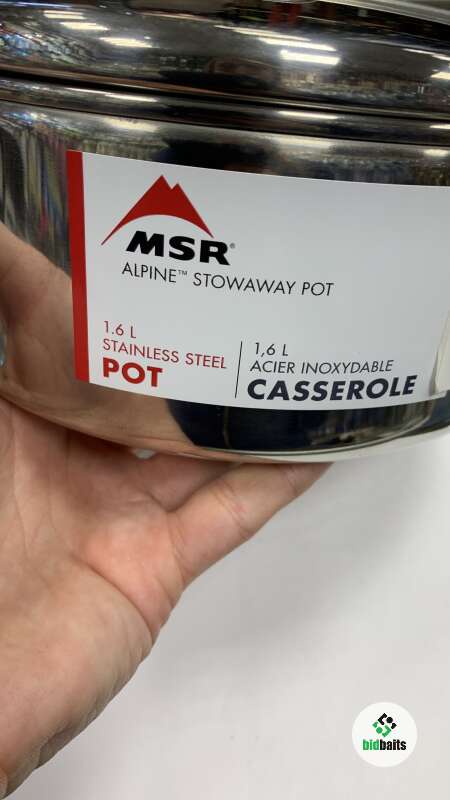 MSR®
ALPINE™ STOWAWAY POT
1.6 L
STAINLESS STEEL
POT
1,6 L
ACIER INOXYDABLE
CASSEROLE
bidbaits